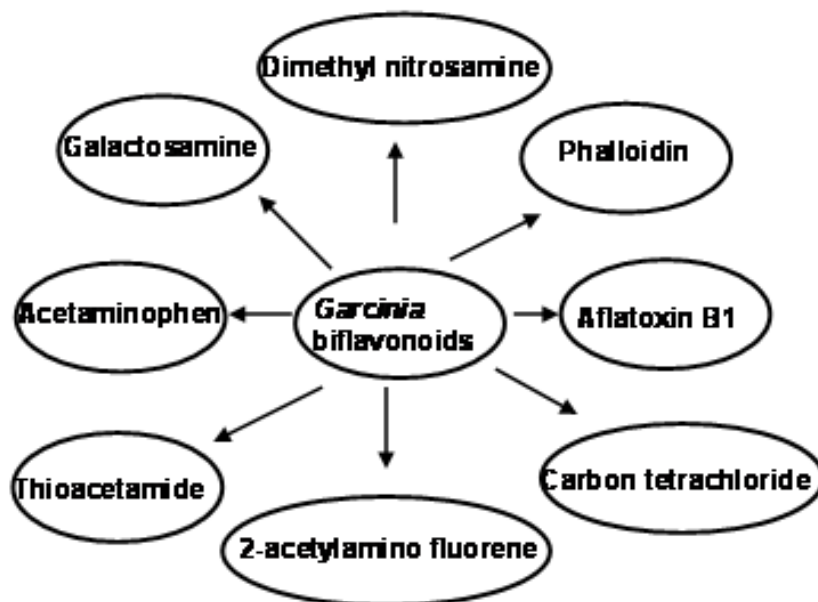 Dimethyl nitrosamine
Galactosamine
Phalloidin
Acetaminophen
Garcinia
biflavonoids
Aflatoxin B1
Thioacetamide
Carbon tetrachloride
2-acetylamino fluorene